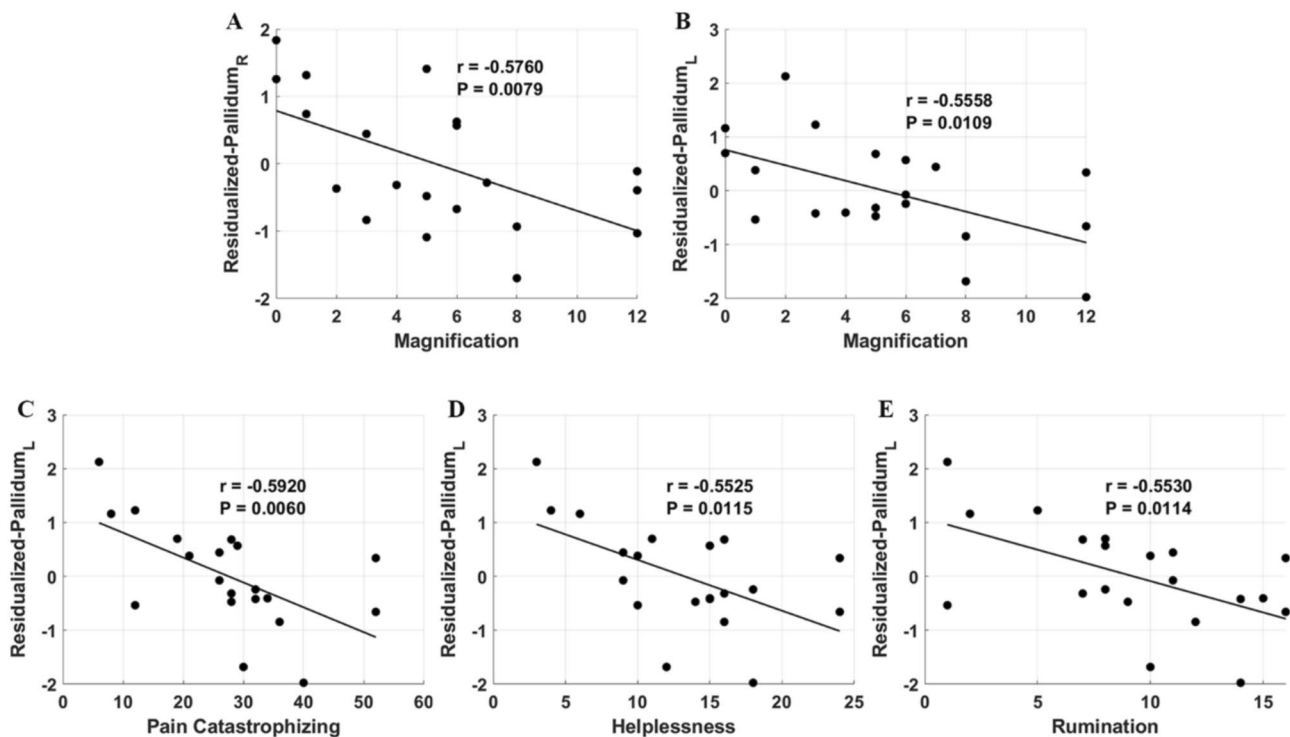 A
Residualized-Pallidum_R
2
1
0
-1
-2
r = -0.5760
P = 0.0079
0 2 4 6 8 10 12
Magnification
B
Residualized-Pallidum_L
3
2
1
0
-1
-2
r = -0.5558
P = 0.0109
0 2 4 6 8 10 12
Magnification
C
Residualized-Pallidum_L
3
2
1
0
-1
-2
r = -0.5920
P = 0.0060
0 10 20 30 40 50 60
Pain Catastrophizing
D
Residualized-Pallidum_L
3
2
1
0
-1
-2
r = -0.5525
P = 0.0115
0 5 10 15 20 25
Helplessness
E
Residualized-Pallidum_L
3
2
1
0
-1
-2
r = -0.5530
P = 0.0114
0 5 10 15
Rumination